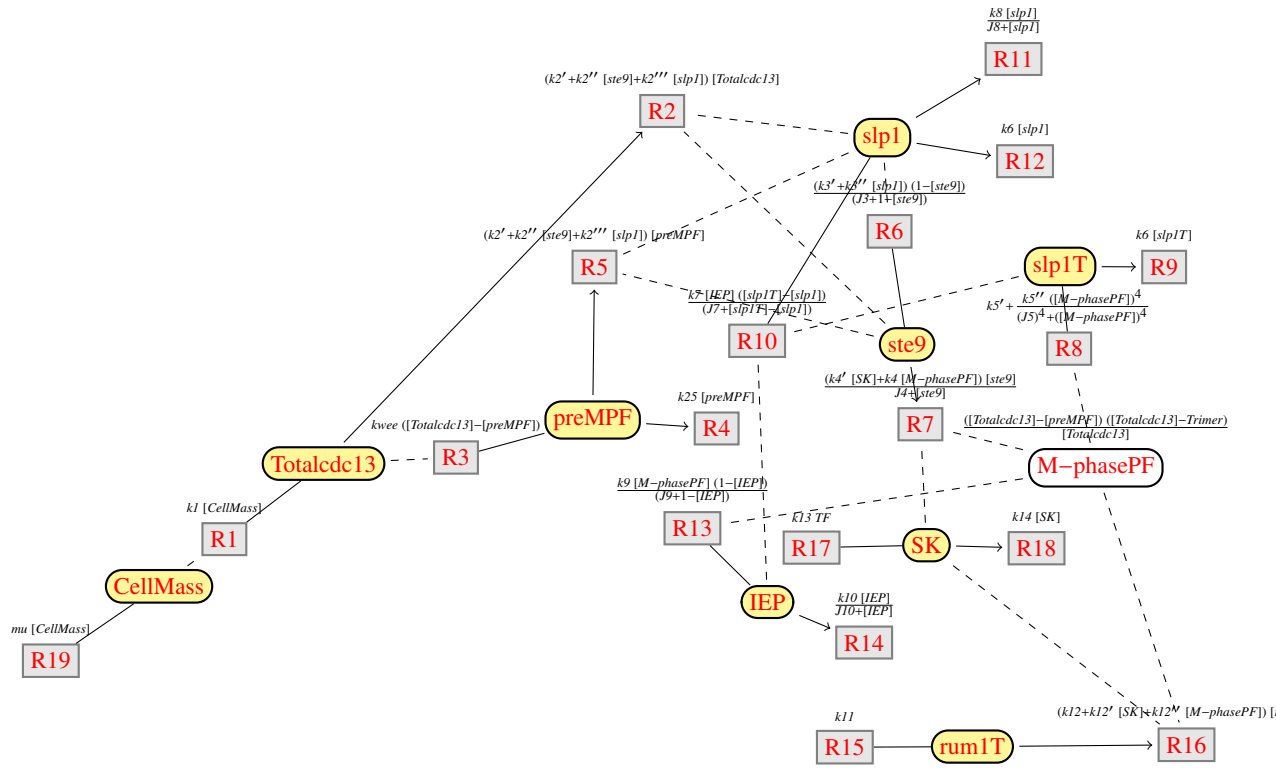 k8 [slp1]
J8+[slp1]
R11
(k2′+k2″ [ste9]+k2‴ [slp1]) [Totalcdc13]
R2
slp1
k6 [slp1]
R12
(k3′+k3″ [slp1]) (1−[ste9])
(J3+1−[ste9])
R6
(k2′+k2″ [ste9]+k2‴ [slp1]) [preMPF]
R5
k6 [slp1T]
slp1T
R9
k7 [IEP] ([slp1T]−[slp1])
(J7+[slp1T]−[slp1])
R10
k5′+ k5″ ([M−phasePF])4
(J5)4+([M−phasePF])4
R8
ste9
(k4′ [SK]+k4 [M−phasePF]) [ste9]
J4+[ste9]
R7
k25 [preMPF]
preMPF
R4
kwee ([Totalcdc13]−[preMPF])
Totalcdc13
R3
([Totalcdc13]−[preMPF]) ([Totalcdc13]−Trimer)
[Totalcdc13]
M−phasePF
k9 [M−phasePF] (1−[IEP])
(J9+1−[IEP])
R13
k1 [CellMass]
R1
k13 TF
R17
SK
k14 [SK]
R18
CellMass
IEP
k10 [IEP]
J10+[IEP]
R14
mu [CellMass]
R19
(k12+k12′ [SK]+k12″ [M−phasePF])
k11
R15
rum1T
R16